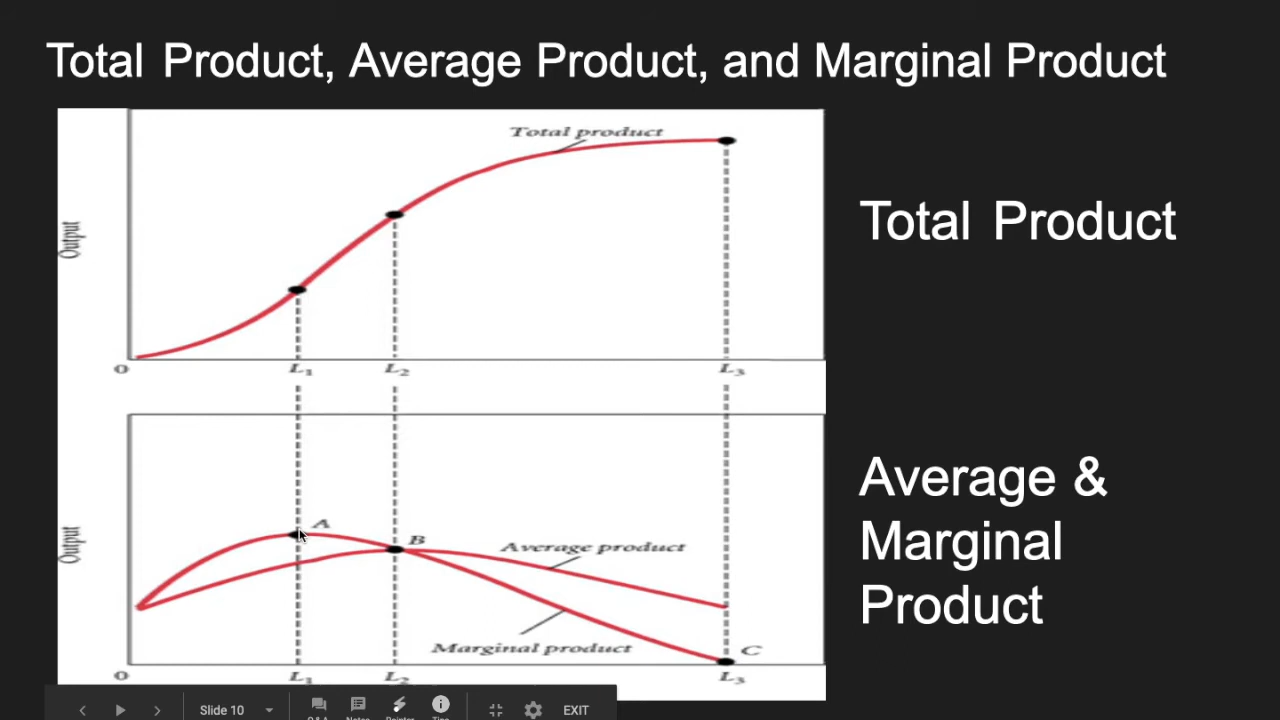 Total Product, Average Product, and Marginal Product
Total product
Output
0
L₁
L₂
L₃
Total Product
A
B
Average product
Output
Marginal product
C
0
L₁
L₂
L₃
Average &
Marginal
Product
Slide 10
EXIT